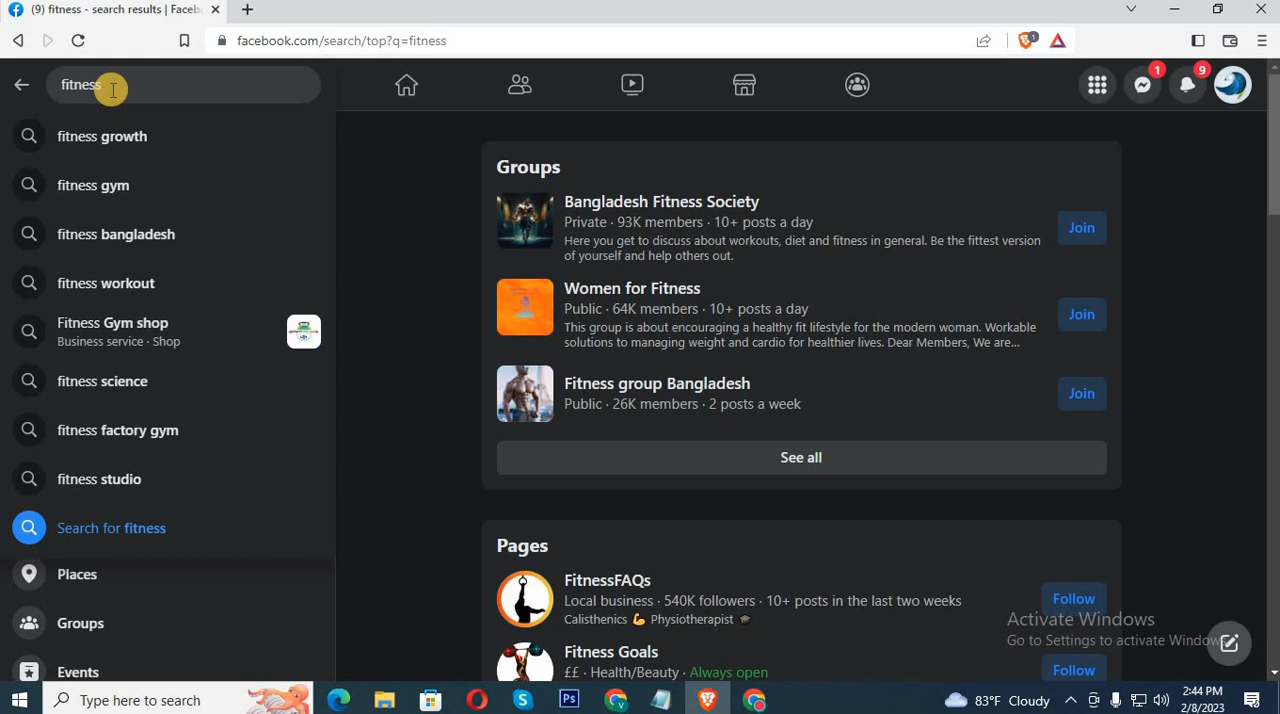 (9) fitness - search results | Faceb
facebook.com/search/top?q=fitness
1
fitness
1
9
fitness growth
fitness gym
fitness bangladesh
fitness workout
Fitness Gym shop
Business service · Shop
fitness science
fitness factory gym
fitness studio
Search for fitness
Places
Groups
Events
Groups
Bangladesh Fitness Society
Private · 93K members · 10+ posts a day
Here you get to discuss about workouts, diet and fitness in general. Be the fittest version
of yourself and help others out.
Join
Women for Fitness
Public · 64K members · 10+ posts a day
This group is about encouraging a healthy fit lifestyle for the modern woman. Workable
solutions to managing weight and cardio for healthier lives. Dear Members, We are...
Join
Fitness group Bangladesh
Public · 26K members · 2 posts a week
Join
See all
Pages
FitnessFAQs
Local business · 540K followers · 10+ posts in the last two weeks
Calisthenics 💪 Physiotherapist 🎓
Follow
Fitness Goals
££ · Health/Beauty · Always open
Follow
Activate Windows
Go to Settings to activate Window
Type here to search
Ps
83°F Cloudy
2:44 PM
2/8/2023